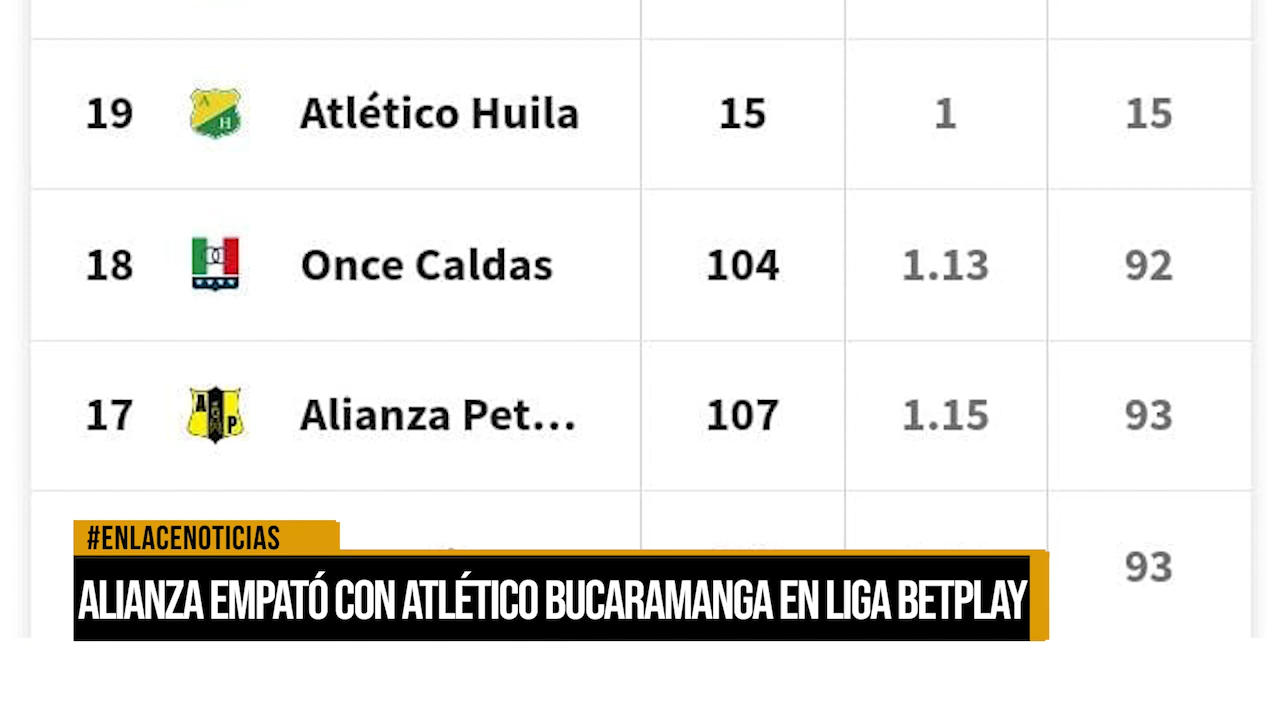 19 Atlético Huila 15 1 15
18 Once Caldas 104 1.13 92
17 Alianza Pet... 107 1.15 93
93
#ENLACENOTICIAS
ALIANZA EMPATÓ CON ATLÉTICO BUCARAMANGA EN LIGA BETPLAY